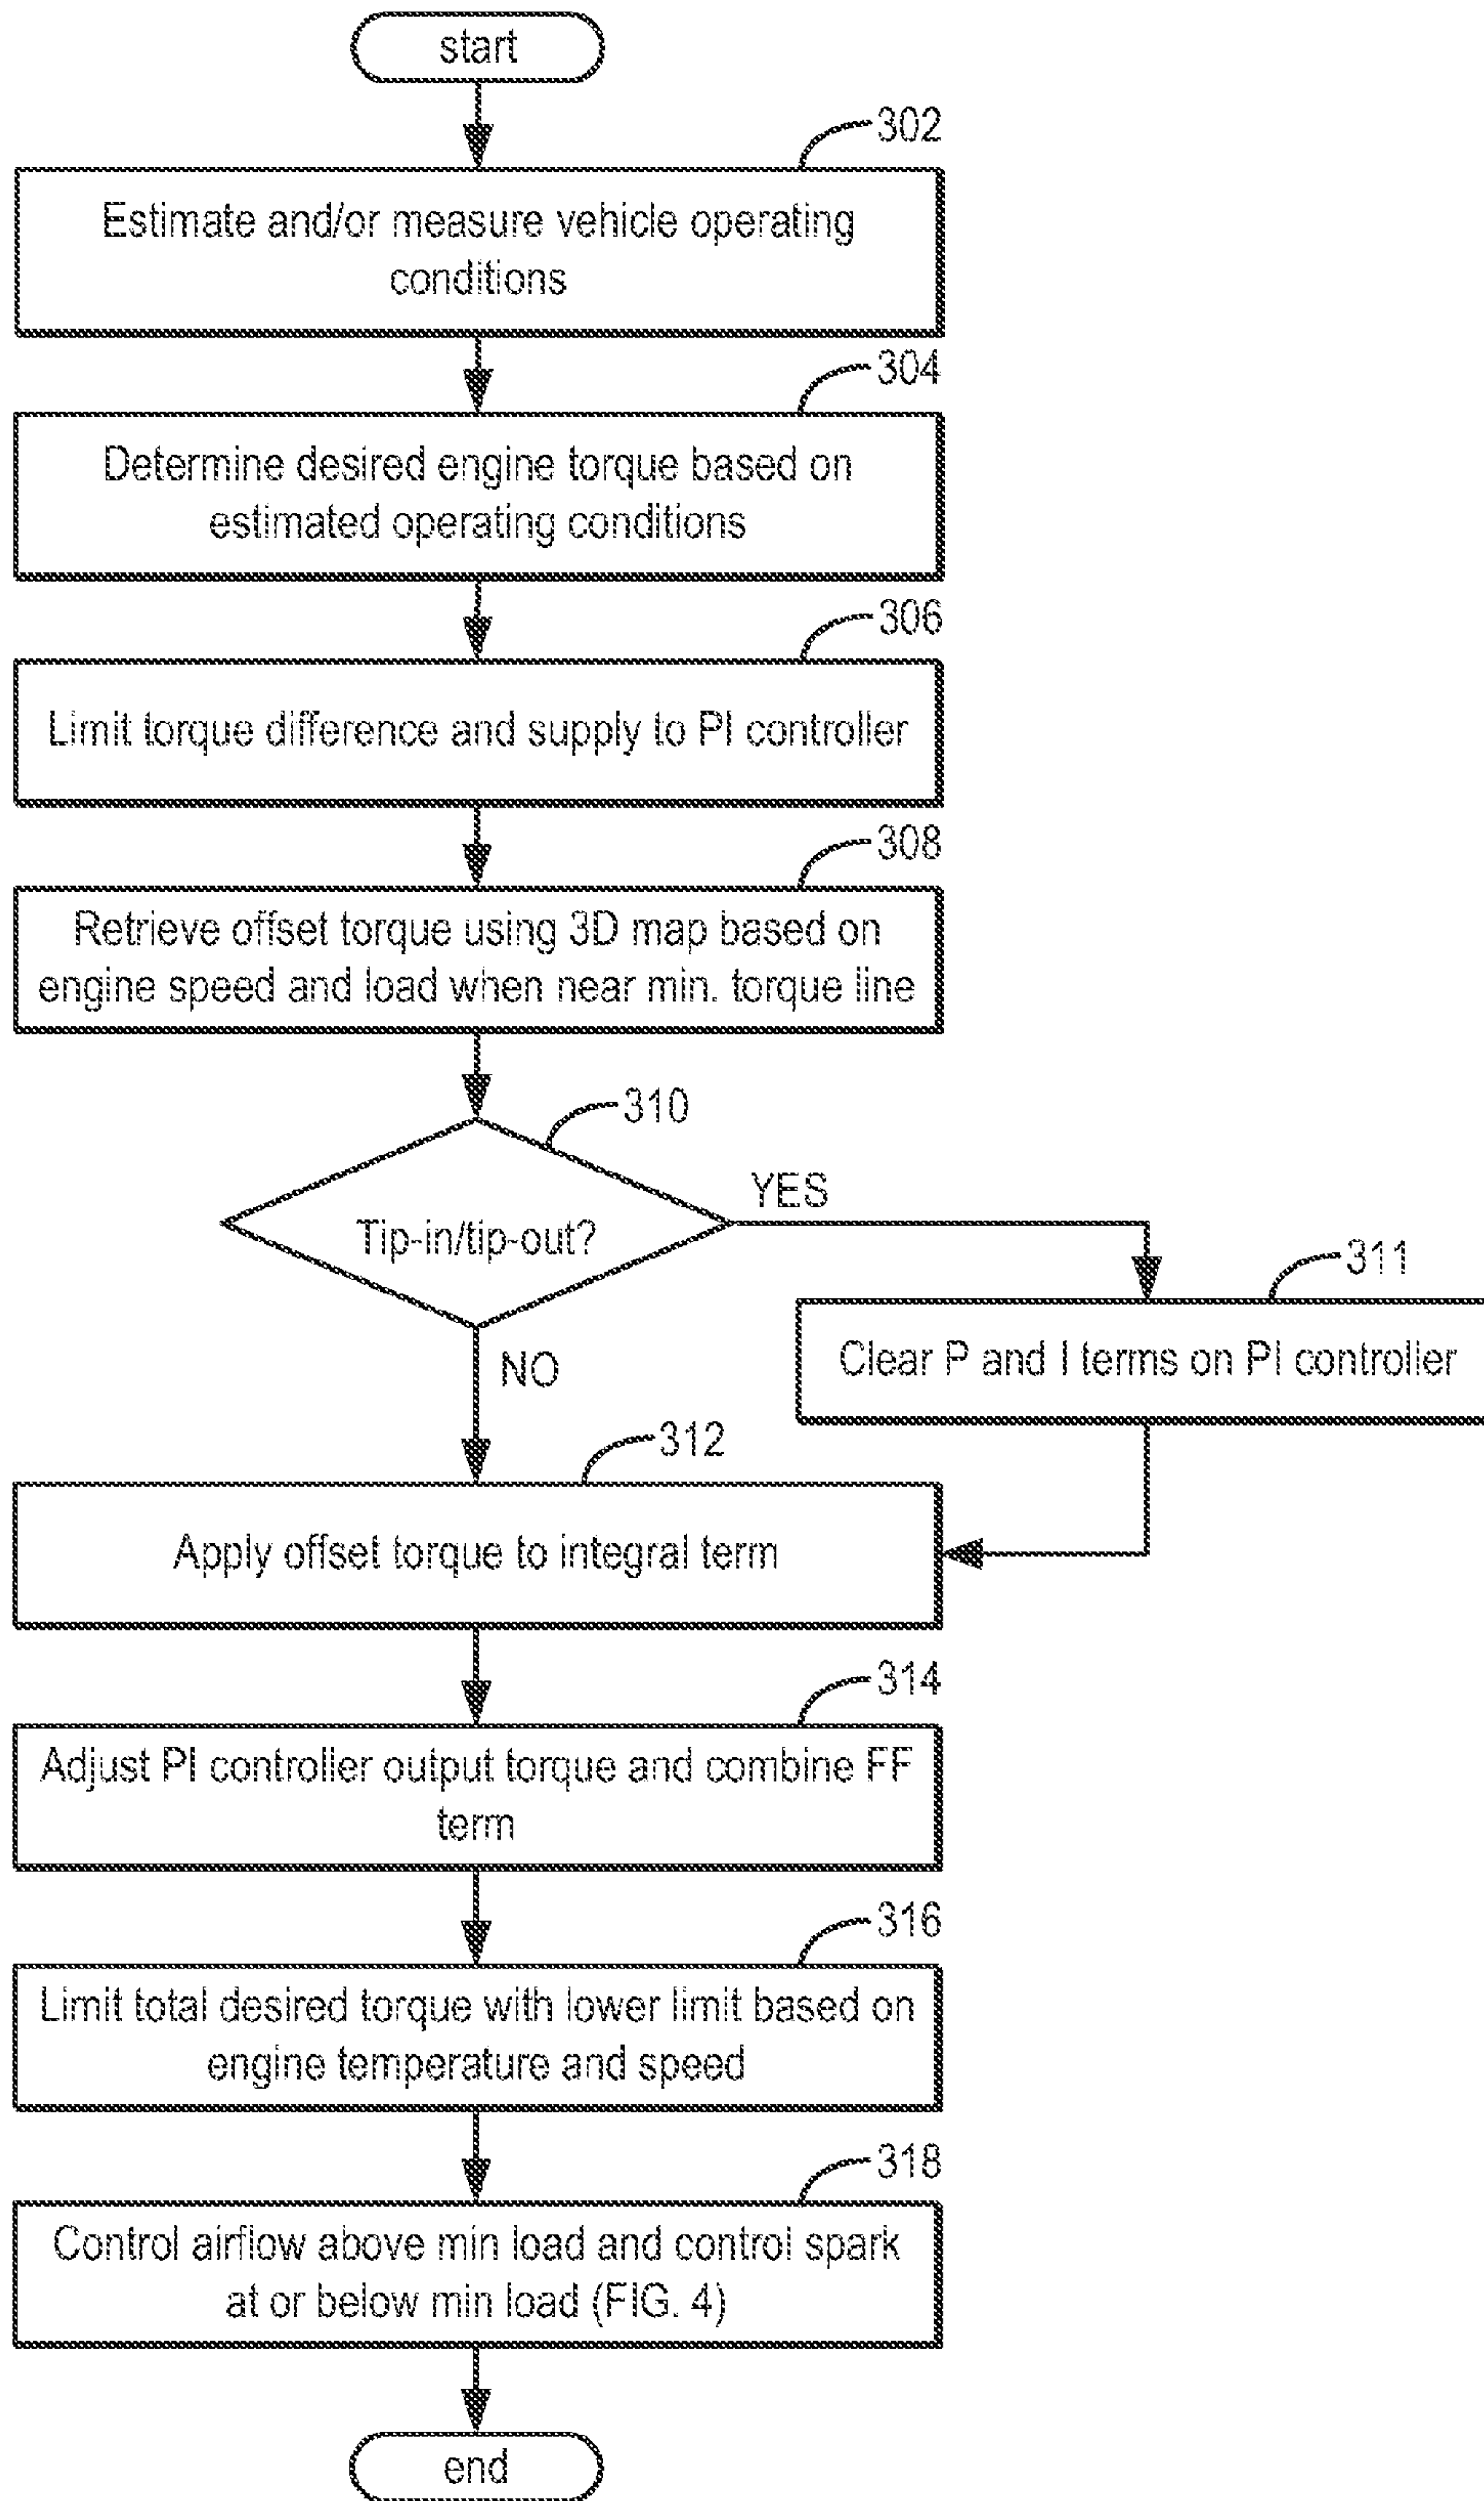 start
302
Estimate and/or measure vehicle operating
conditions
304
Determine desired engine torque based on
estimated operating conditions
306
Limit torque difference and supply to PI controller
308
Retrieve offset torque using 3D map based on
engine speed and load when near min. torque line
310
Tip-in/tip-out?
YES
311
Clear P and I terms on PI controller
NO
312
Apply offset torque to integral term
314
Adjust PI controller output torque and combine FF
term
316
Limit total desired torque with lower limit based on
engine temperature and speed
318
Control airflow above min load and control spark
at or below min load (FIG. 4)
end